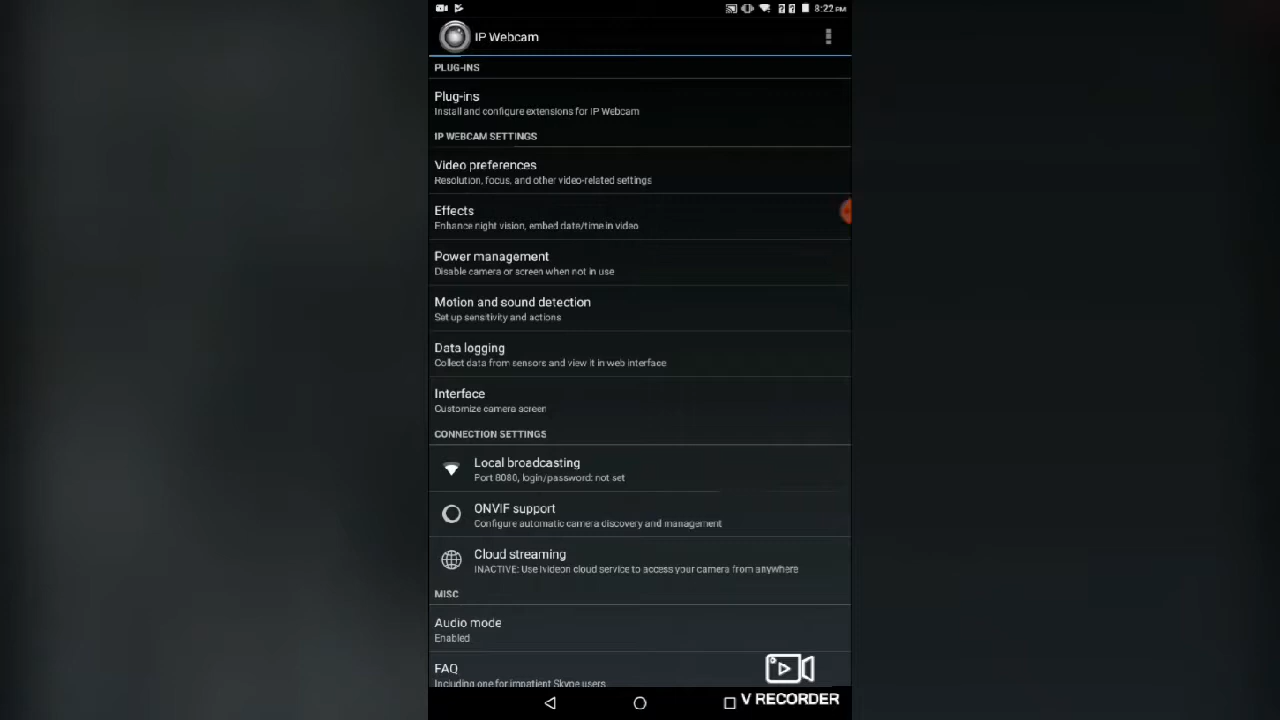 8:22PM
IP Webcam
PLUG-INS
Plug-ins
Install and configure extensions for IP Webcam
IP WEBCAM SETTINGS
Video preferences
Resolution, focus, and other video-related settings
Effects
Enhance night vision, embed date/time in video
Power management
Disable camera or screen when not in use
Motion and sound detection
Set up sensitivity and actions
Data logging
Collect data from sensors and view it in web interface
Interface
Customize camera screen
CONNECTION SETTINGS
Local broadcasting
Port 8080, login/password: not set
ONVIF support
Configure automatic camera discovery and management
Cloud streaming
INACTIVE: Use Ivideon cloud service to access your camera from anywhere
MISC
Audio mode
Enabled
FAQ
Including one for impatient Skype users
V RECORDER